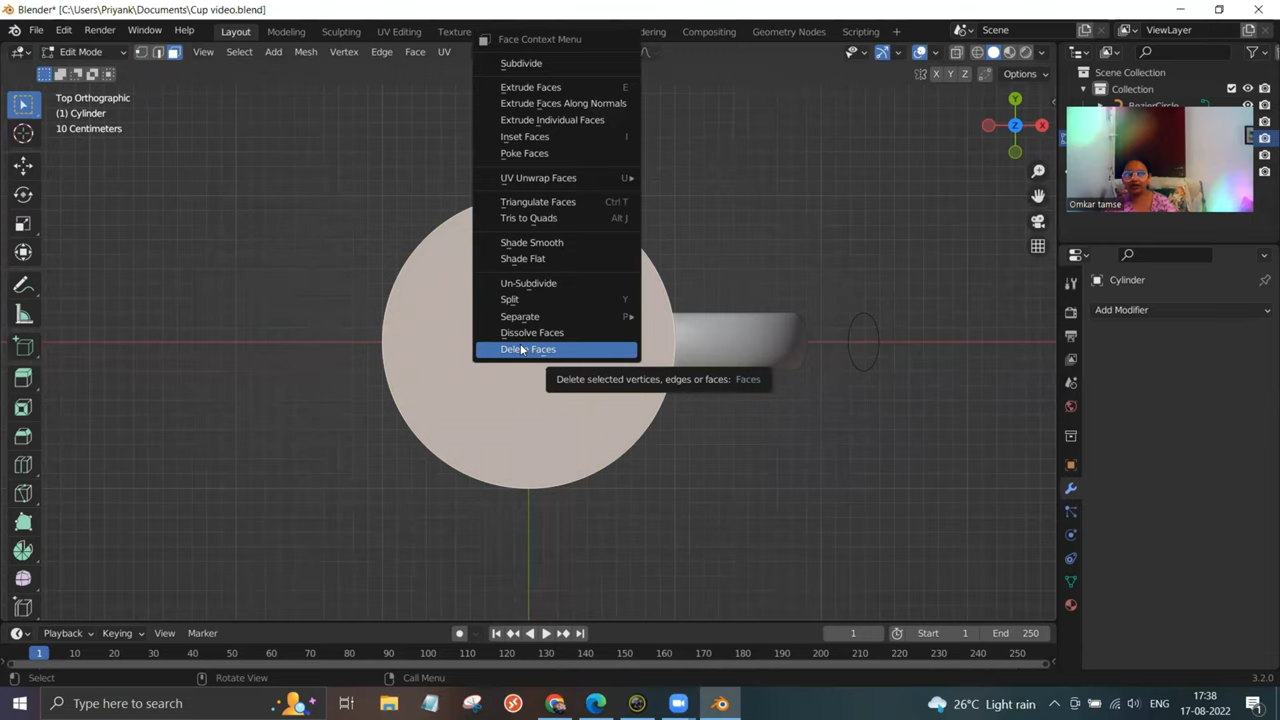 Blender* [C:\Users\Priyank\Documents\Cup video.blend]
File Edit Render Window Help Layout Modeling Sculpting UV Editing Texture Compositing Geometry Nodes Scripting + Scene ViewLayer
Edit Mode View Select Add Mesh Vertex Edge Face UV
X Y Z Options
Top Orthographic
(1) Cylinder
10 Centimeters
Face Context Menu
Subdivide
Extrude Faces E
Extrude Faces Along Normals
Extrude Individual Faces
Inset Faces I
Poke Faces
UV Unwrap Faces U
Triangulate Faces Ctrl T
Tris to Quads Alt J
Shade Smooth
Shade Flat
Un-Subdivide
Split Y
Separate P
Dissolve Faces
Delete Faces
Delete selected vertices, edges or faces: Faces
Y
Z
X
Scene Collection
Collection
BezierCircle
Omkar tamse
Cylinder
Add Modifier
Playback Keying View Marker 1 Start 1 End 250
1 10 20 30 40 50 60 70 80 90 100 110 120 130 140 150 160 170 180 190 200 210 220 230 240 250
Select Rotate View Call Menu 3.2.0
Type here to search 26°C Light rain ENG 17:38
17-08-2022 1